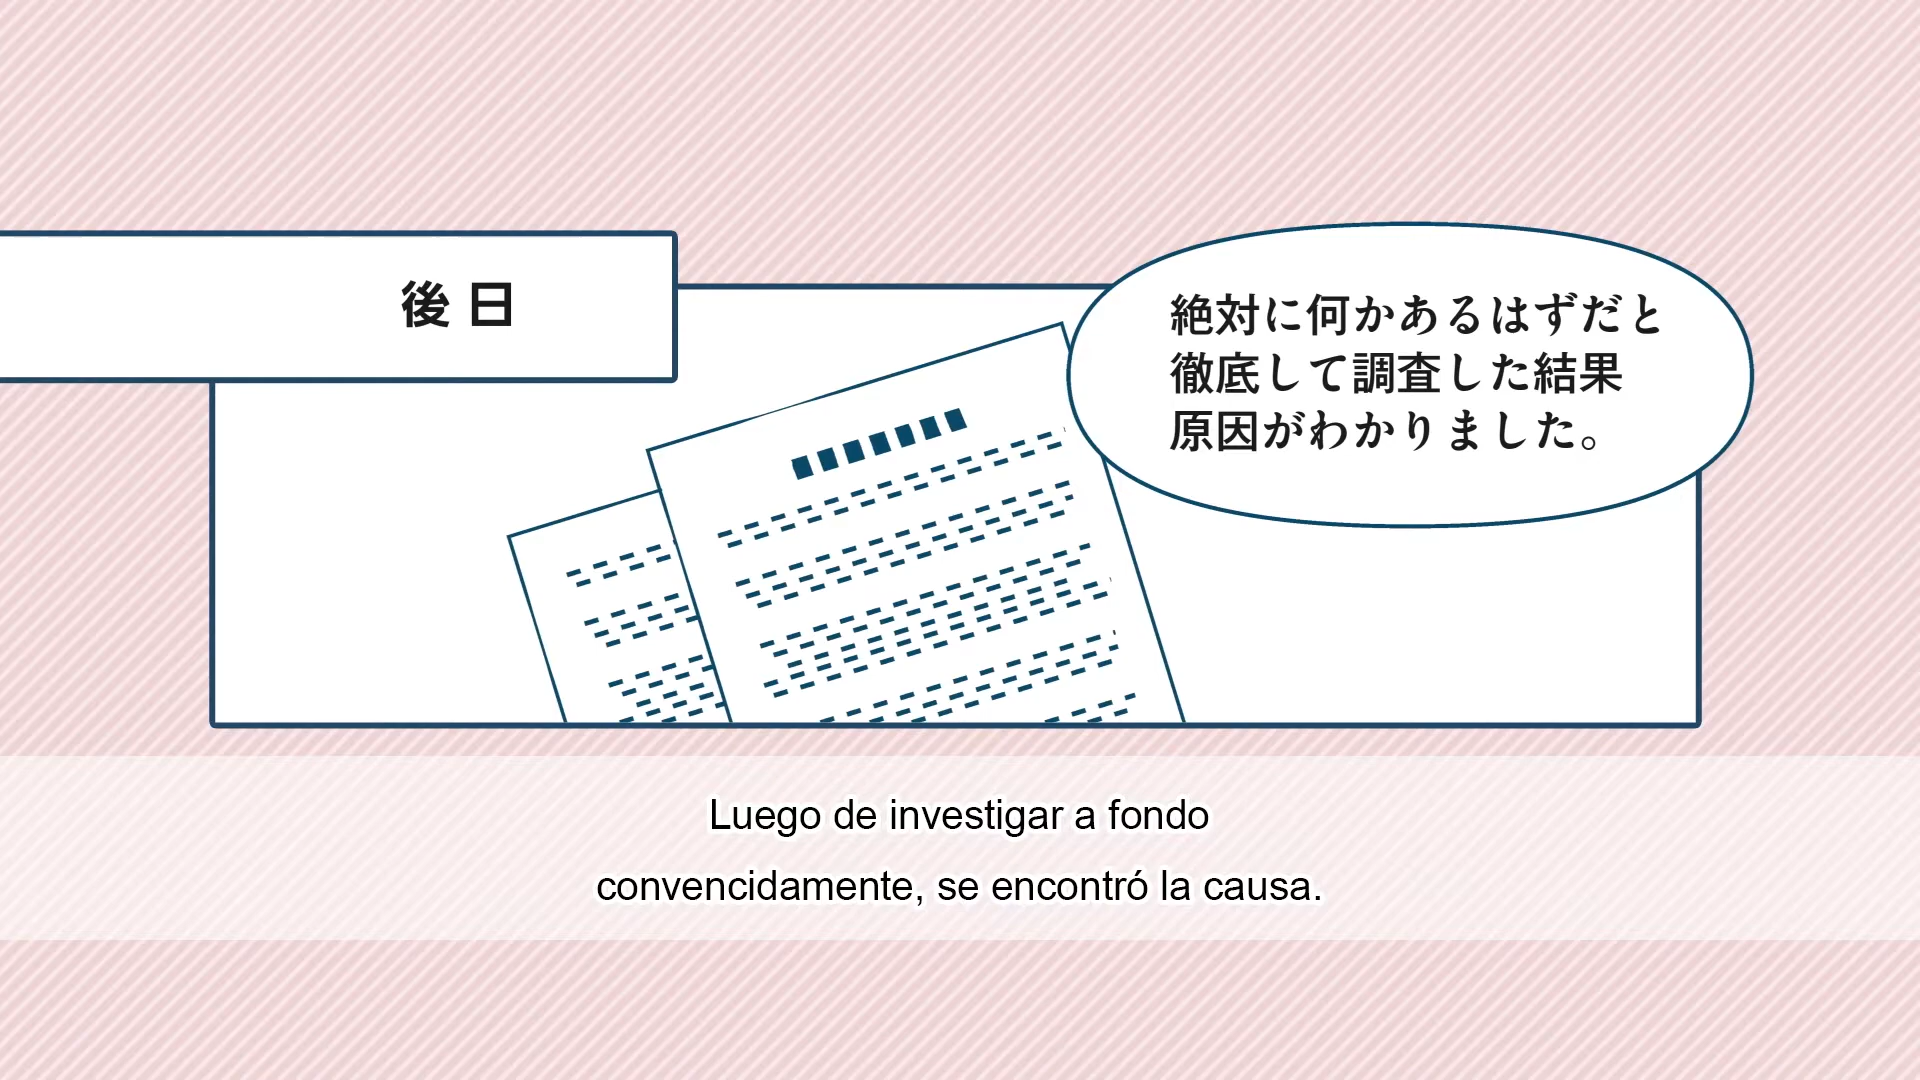 後日
絶対に何かあるはずだと
徹底して調査した結果
原因がわかりました。
Luego de investigar a fondo
convencidamente, se encontró la causa.